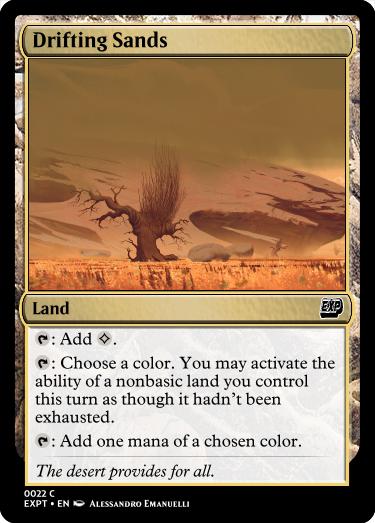 Drifting Sands
Land
EXP
: Add .
: Choose a color. You may activate the
ability of a nonbasic land you control
this turn as though it hadn't been
exhausted.
: Add one mana of a chosen color.
The desert provides for all.
0022 C
EXPT • EN Alessandro Emanuelli